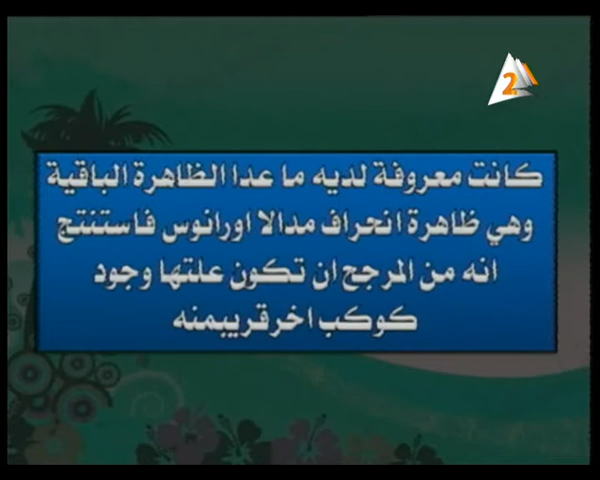 2
كانت معروفة لديه ما عدا الظاهرة الباقية
وهي ظاهرة انحراف مدالا اورانوس فاستنتج
انه من المرجح ان تكون علتها وجود
كوكب اخرقريبمنه